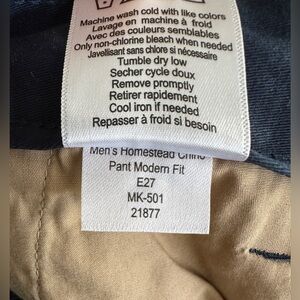 Machine wash cold with like colors
Lavage en machine à froid
Avec des couleurs semblables
Only non-chlorine bleach when needed
Javellisant sans chlore si nécessaire
Tumble dry low
Secher cycle doux
Remove promptly
Retirer rapidement
Cool iron if needed
Repasser à froid si besoin
Men's Homestead Chino
Pant Modern Fit
E27
MK-501
21877